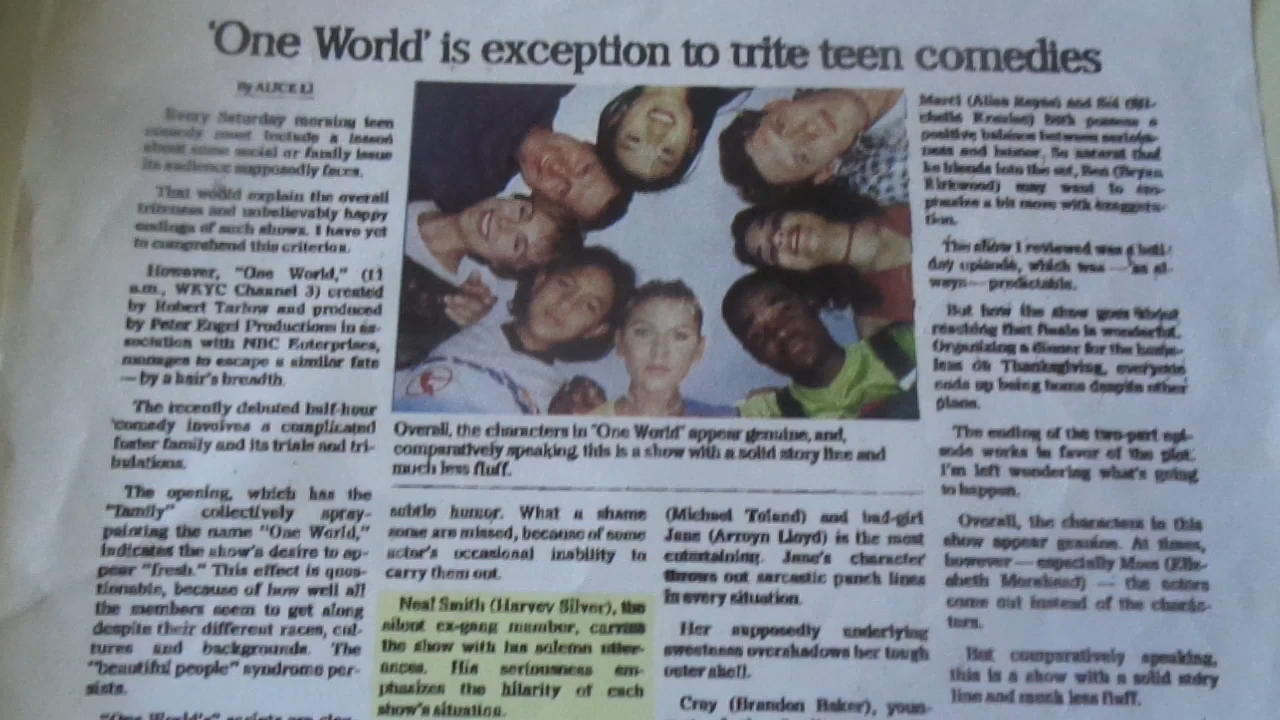 'One World' is exception to trite teen comedies
By ALICE LI
Every Saturday morning teen
comedy must include a lesson
about some social or family issue
its audience supposedly faces.
That would explain the overall
triteness and unbelievably happy
endings of such shows. I have yet
to comprehend this criterion.
However, "One World," (11
a.m., WKYC Channel 3) created
by Robert Tarlow and produced
by Peter Engel Productions in as-
sociation with NBC Enterprises,
manages to escape a similar fate
— by a hair's breadth.
The recently debuted half-hour
comedy involves a complicated
foster family and its trials and tri-
bulations.
The opening, which has the
"family" collectively spray-
painting the name "One World,"
indicates the show's desire to ap-
pear "fresh." This effect is ques-
tionable, because of how well all
the members seem to get along
despite their different races, cul-
tures and backgrounds. The
"beautiful people" syndrome per-
sists.
"One World's" scripts are
Overall, the characters in "One World" appear genuine, and,
comparatively speaking, this is a show with a solid story line and
much less fluff.
subtle humor. What a shame
some are missed, because of some
actor's occasional inability to
carry them out.
Neal Smith (Harvey Silver), the
silent ex-gang member, carries
the show with his solemn utter-
ances. His seriousness em-
phasizes the hilarity of each
show's situation.
(Michael Toland) and bad-girl
Jane (Arroyn Lloyd) is the most
entertaining. Jane's character
throws out sarcastic punch lines
in every situation.
Her supposedly underlying
sweetness overshadows her tough
outer shell.
Cray (Brandon Baker), youn-
Marci (Alisa Reyes) and Sui (Mi-
chelle Krusiec) both possess a
positive balance between serious-
ness and humor. So natural that
he blends into the set, Ben (Bryan
Kirkwood) may want to em-
phasize a bit more with exaggera-
tion.
The show I reviewed was a holi-
day episode, which was — as al-
ways — predictable.
But how the show goes about
reaching that finale is wonderful.
Organizing a dinner for the home-
less on Thanksgiving, everyone
ends up being home despite other
plans.
The ending of the two-part epi-
sode works in favor of the plot.
I'm left wondering what's going
to happen.
Overall, the characters in this
show appear genuine. At times,
however — especially Mom (Eliz-
abeth Morehead) — the actors
come out instead of the charac-
ters.
But comparatively speaking,
this is a show with a solid story
line and much less fluff.